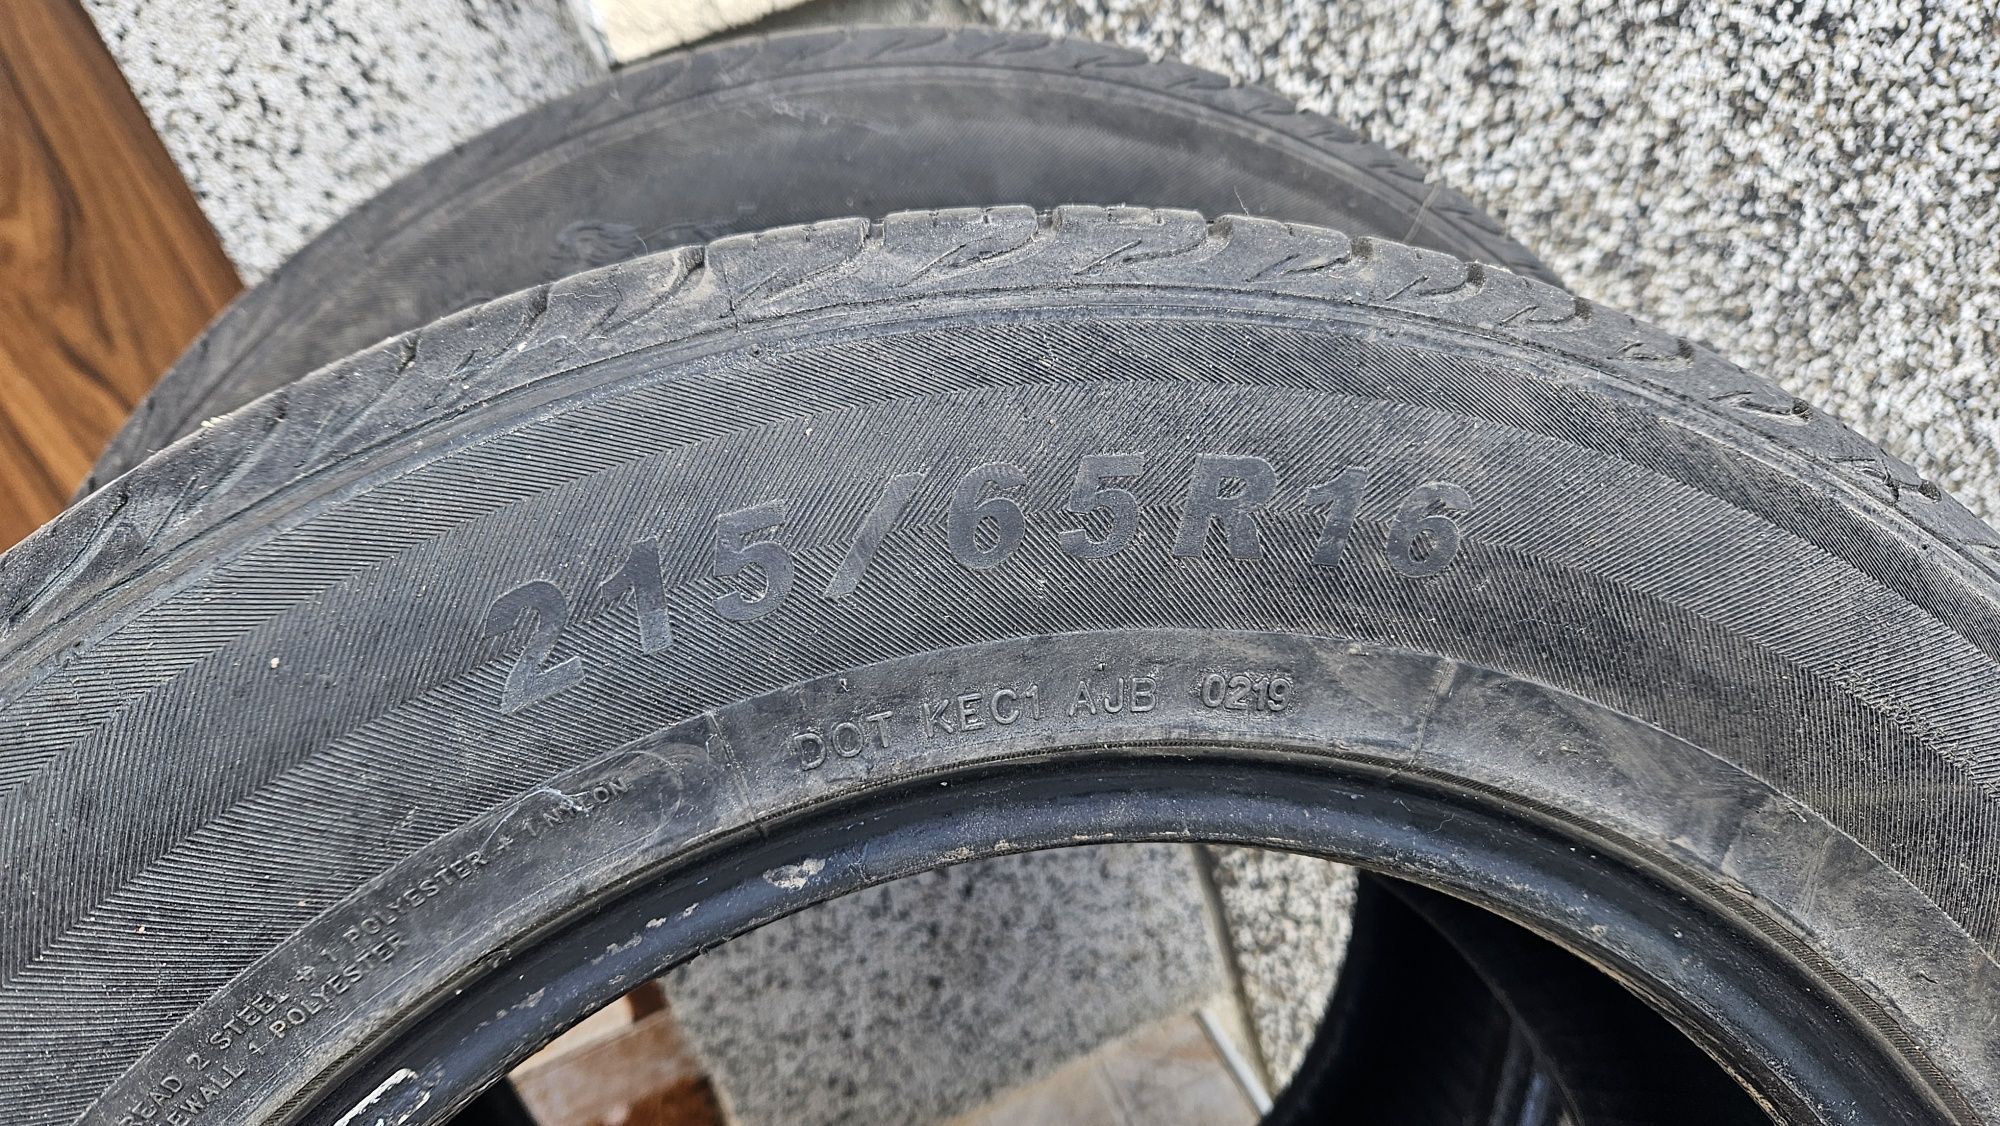 215/65R16
DOT KEC1 AJB 0219
TREAD 2 STEEL + 1 POLYESTER + 1 NYLON
SIDEWALL 1 POLYESTER